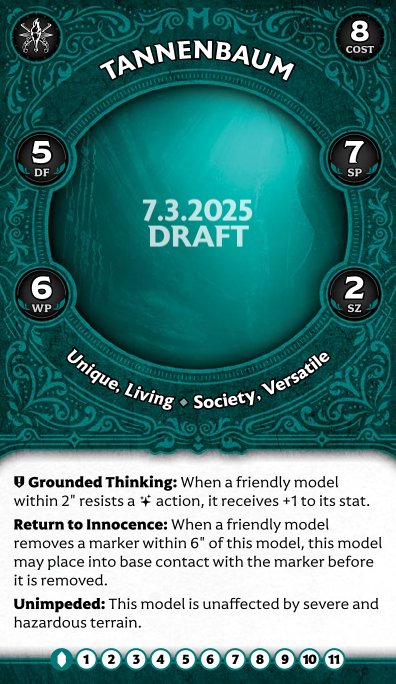 8
COST
TANNENBAUM
5
DF
7
SP
7.3.2025
DRAFT
6
WP
2
SZ
Unique, Living ◆ Society, Versatile
Grounded Thinking: When a friendly model
within 2" resists a action, it receives +1 to its stat.
Return to Innocence: When a friendly model
removes a marker within 6" of this model, this model
may place into base contact with the marker before
it is removed.
Unimpeded: This model is unaffected by severe and
hazardous terrain.
1 2 3 4 5 6 7 8 9 10 11